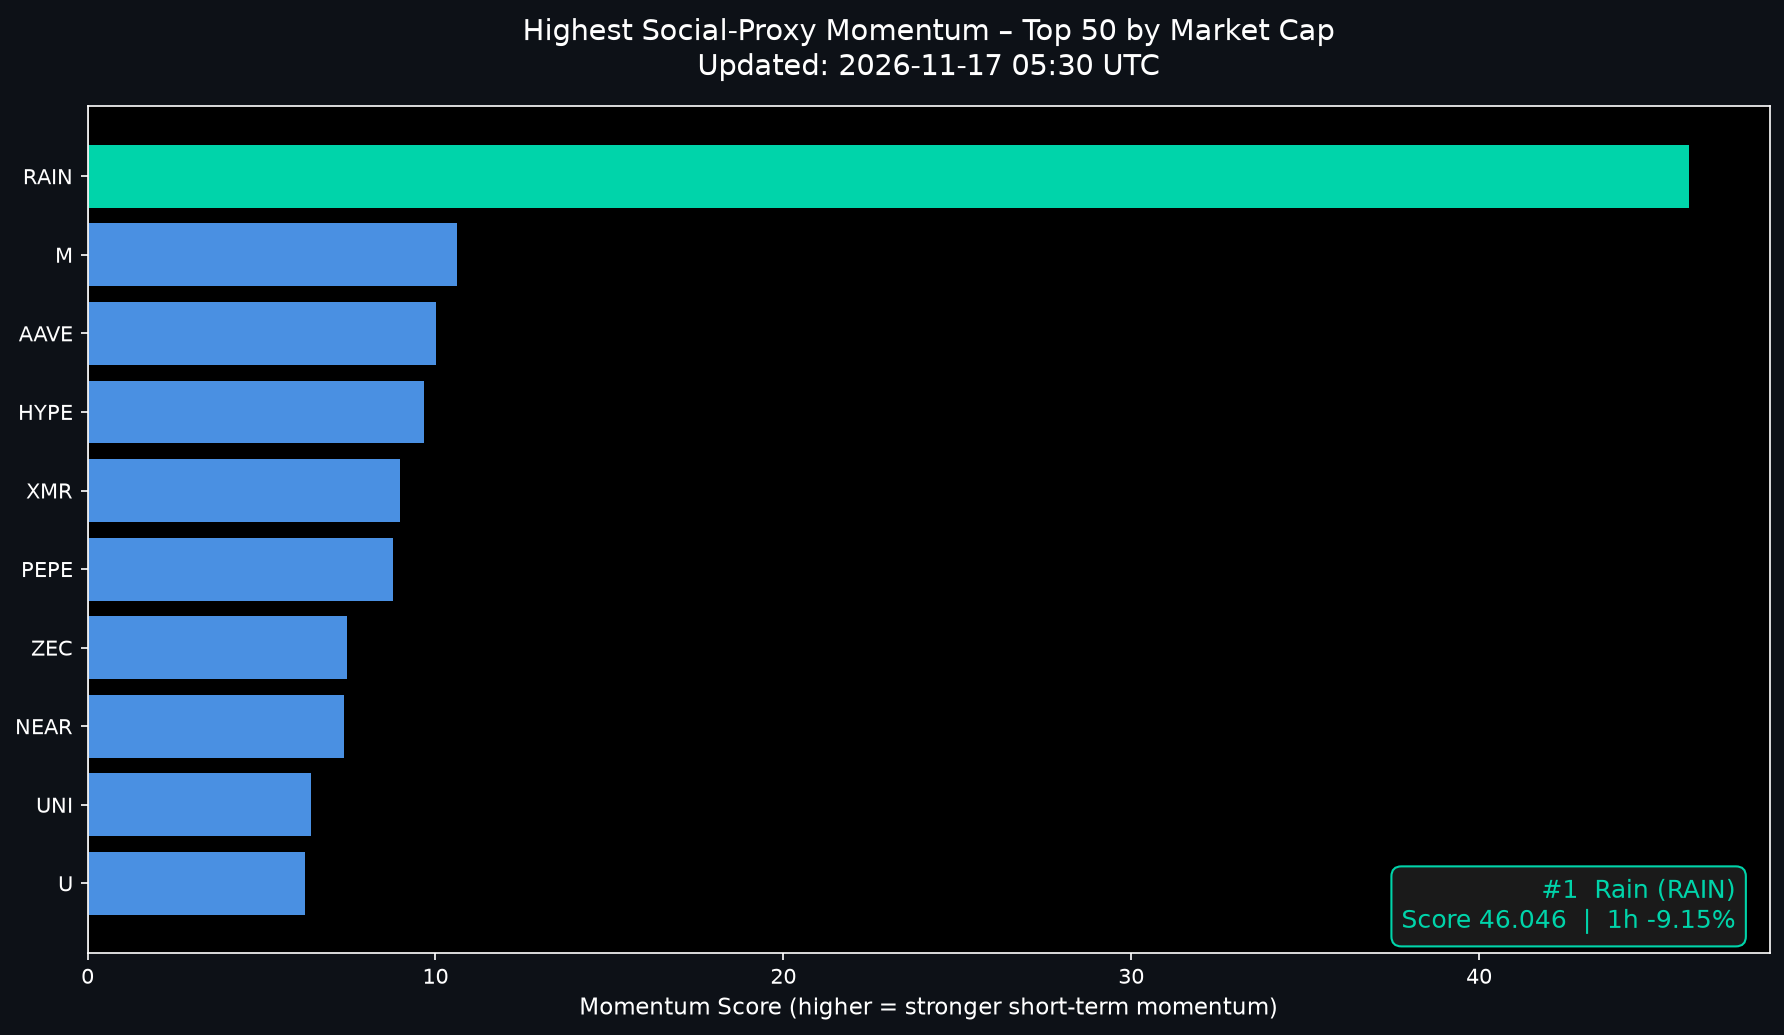 Highest Social-Proxy Momentum – Top 50 by Market Cap
Updated: 2026-11-17 05:30 UTC
RAIN
M
AAVE
HYPE
XMR
PEPE
ZEC
NEAR
UNI
U
#1  Rain (RAIN)
Score 46.046  |  1h -9.15%
0 10 20 30 40
Momentum Score (higher = stronger short-term momentum)